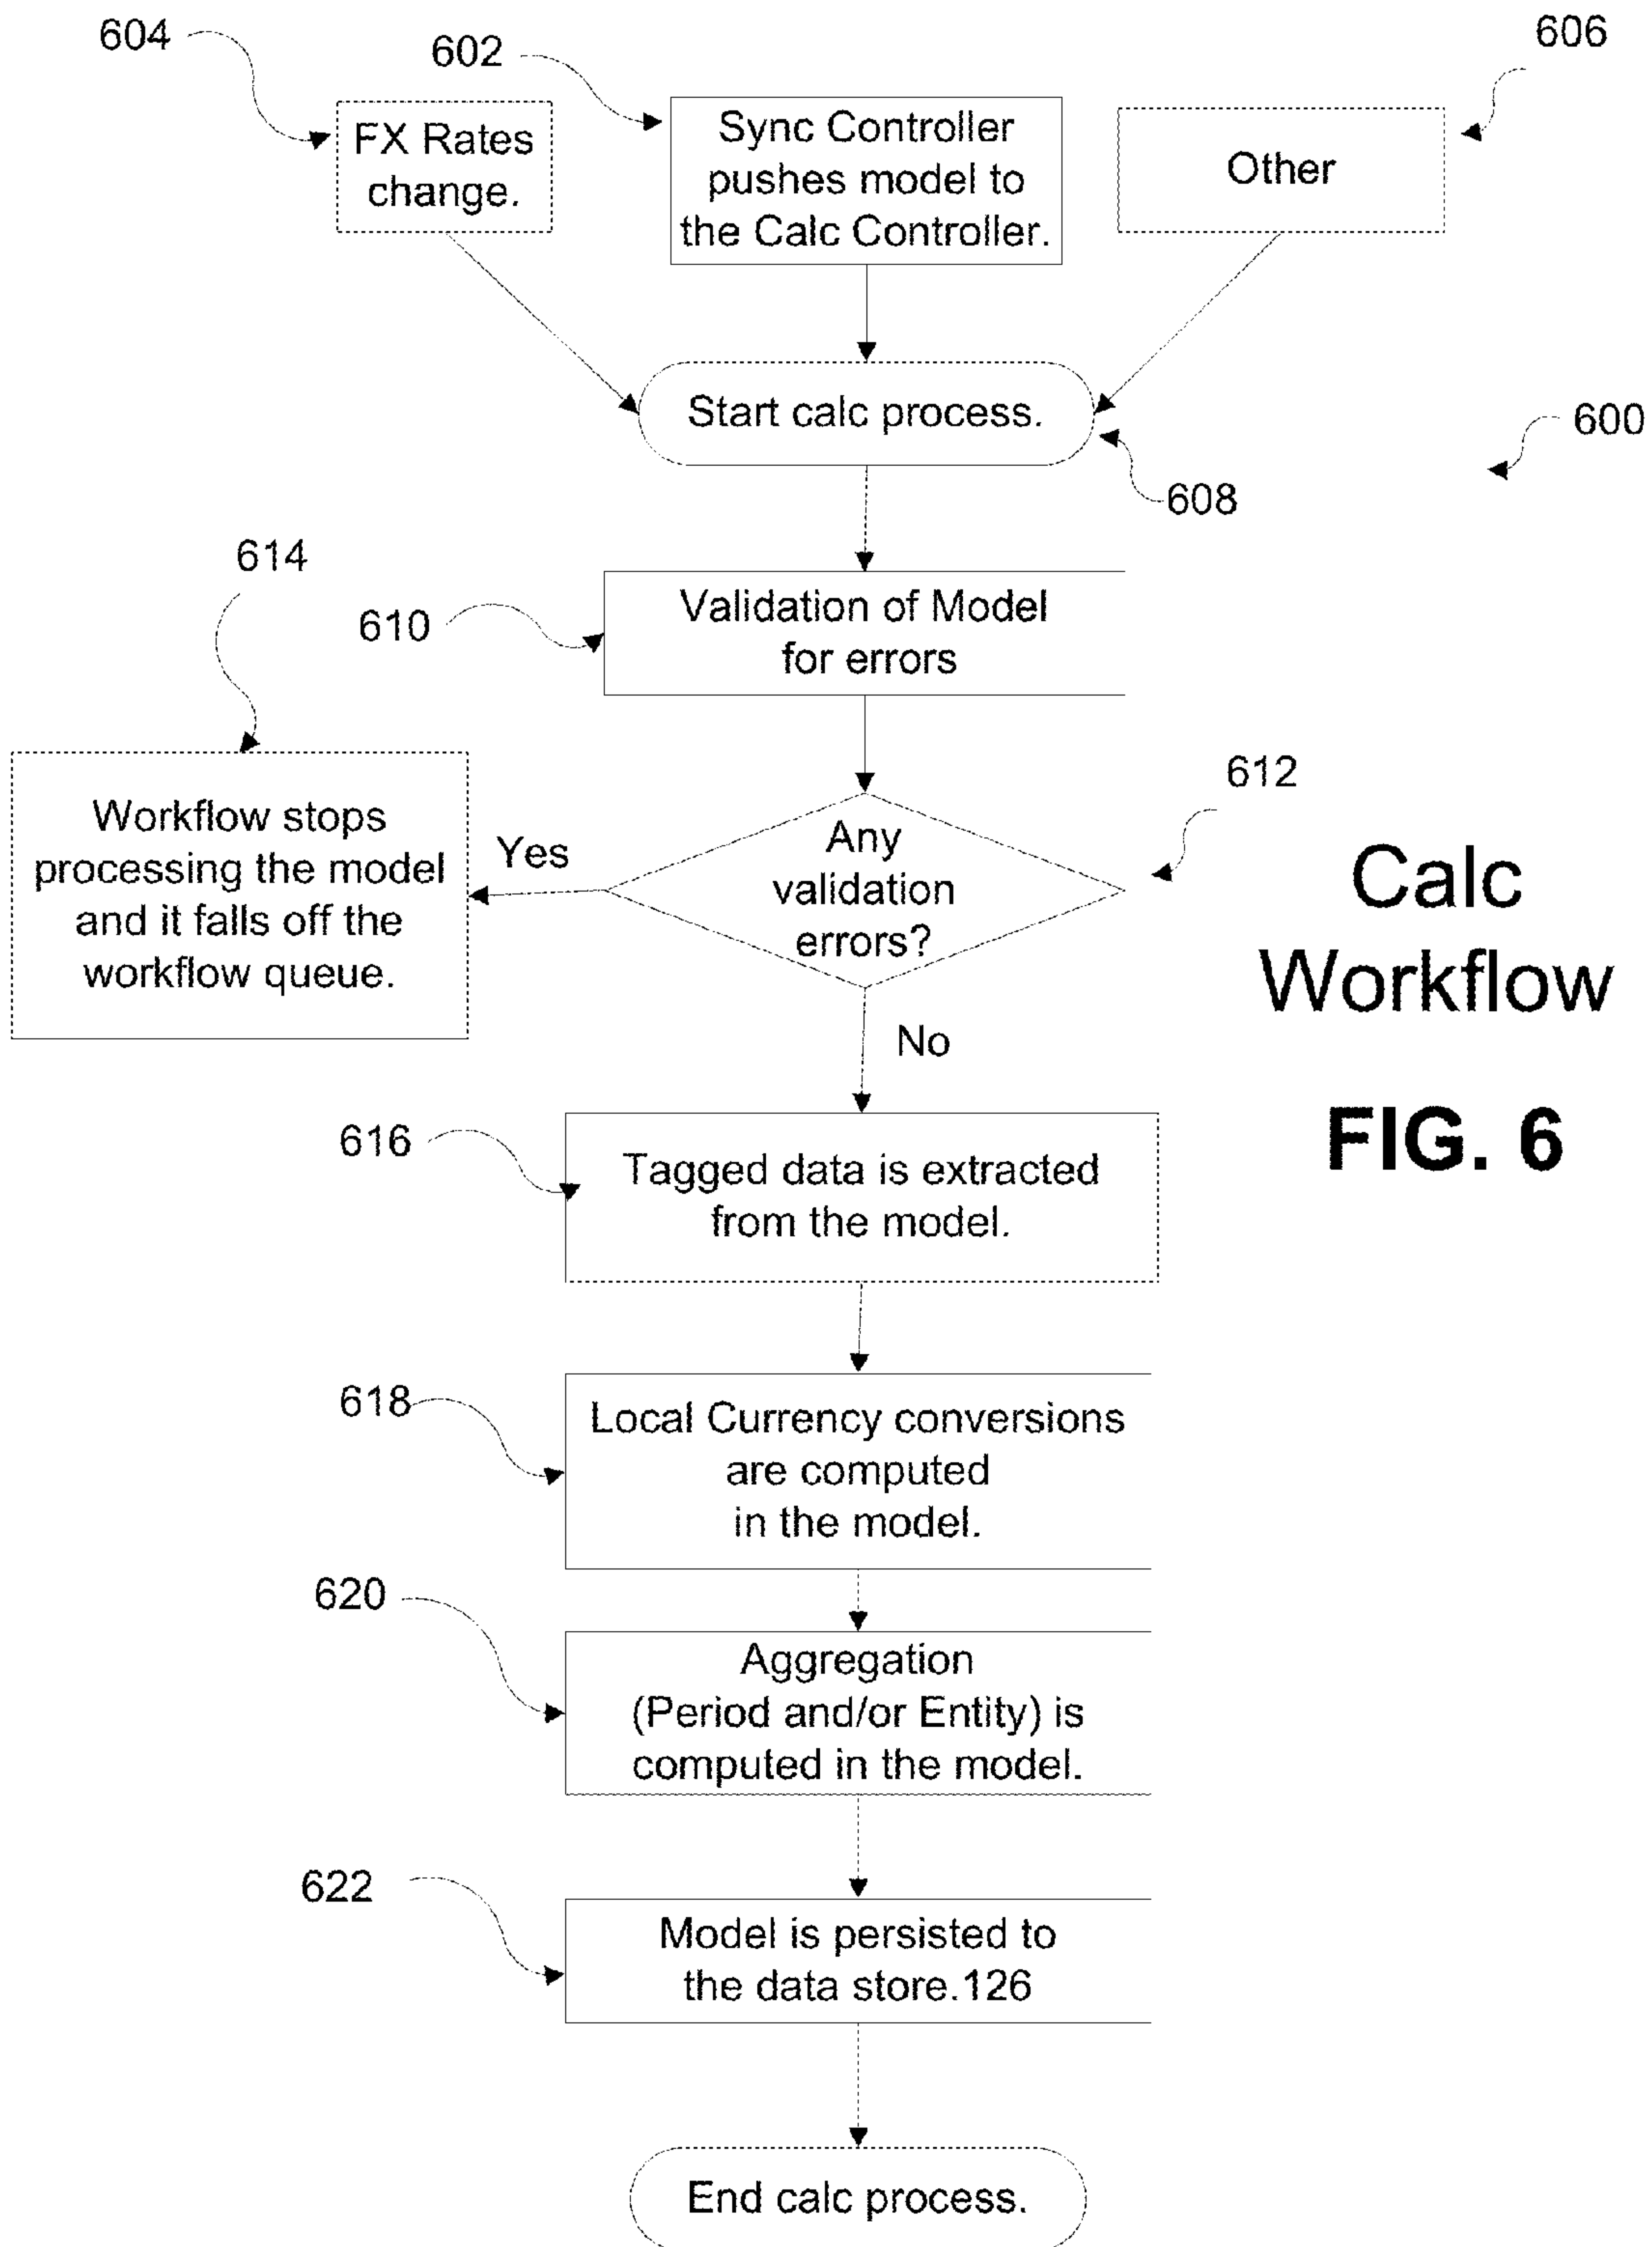 604
602
606
FX Rates
change.
Sync Controller
pushes model to
the Calc Controller.
Other
Start calc process.
600
608
614
610
Validation of Model
for errors
612
Workflow stops
processing the model
and it falls off the
workflow queue.
Yes
Any
validation
errors?
Calc
Workflow
No
FIG. 6
616
Tagged data is extracted
from the model.
618
Local Currency conversions
are computed
in the model.
620
Aggregation
(Period and/or Entity) is
computed in the model.
622
Model is persisted to
the data store.126
End calc process.